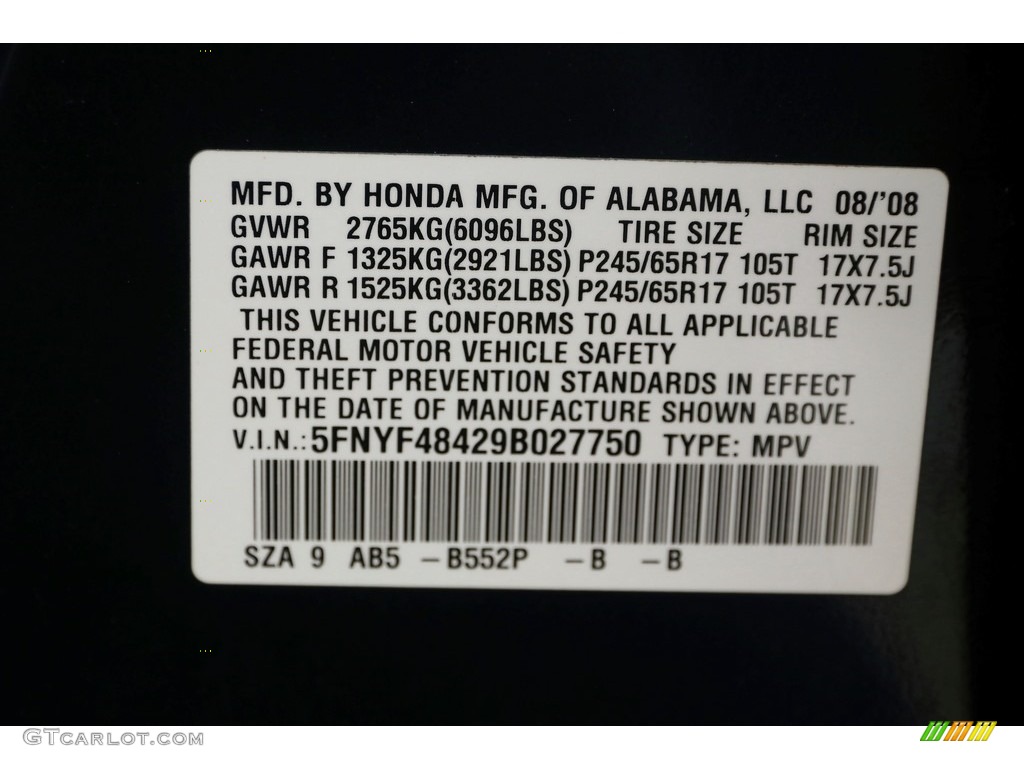 MFD. BY HONDA MFG. OF ALABAMA, LLC 08/'08
GVWR 2765KG(6096LBS) TIRE SIZE RIM SIZE
GAWR F 1325KG(2921LBS) P245/65R17 105T 17X7.5J
GAWR R 1525KG(3362LBS) P245/65R17 105T 17X7.5J
THIS VEHICLE CONFORMS TO ALL APPLICABLE
FEDERAL MOTOR VEHICLE SAFETY
AND THEFT PREVENTION STANDARDS IN EFFECT
ON THE DATE OF MANUFACTURE SHOWN ABOVE.
V.I.N.: 5FNYF48429B027750 TYPE: MPV
SZA 9 AB5 -B552P -B -B
GTCARLOT.COM